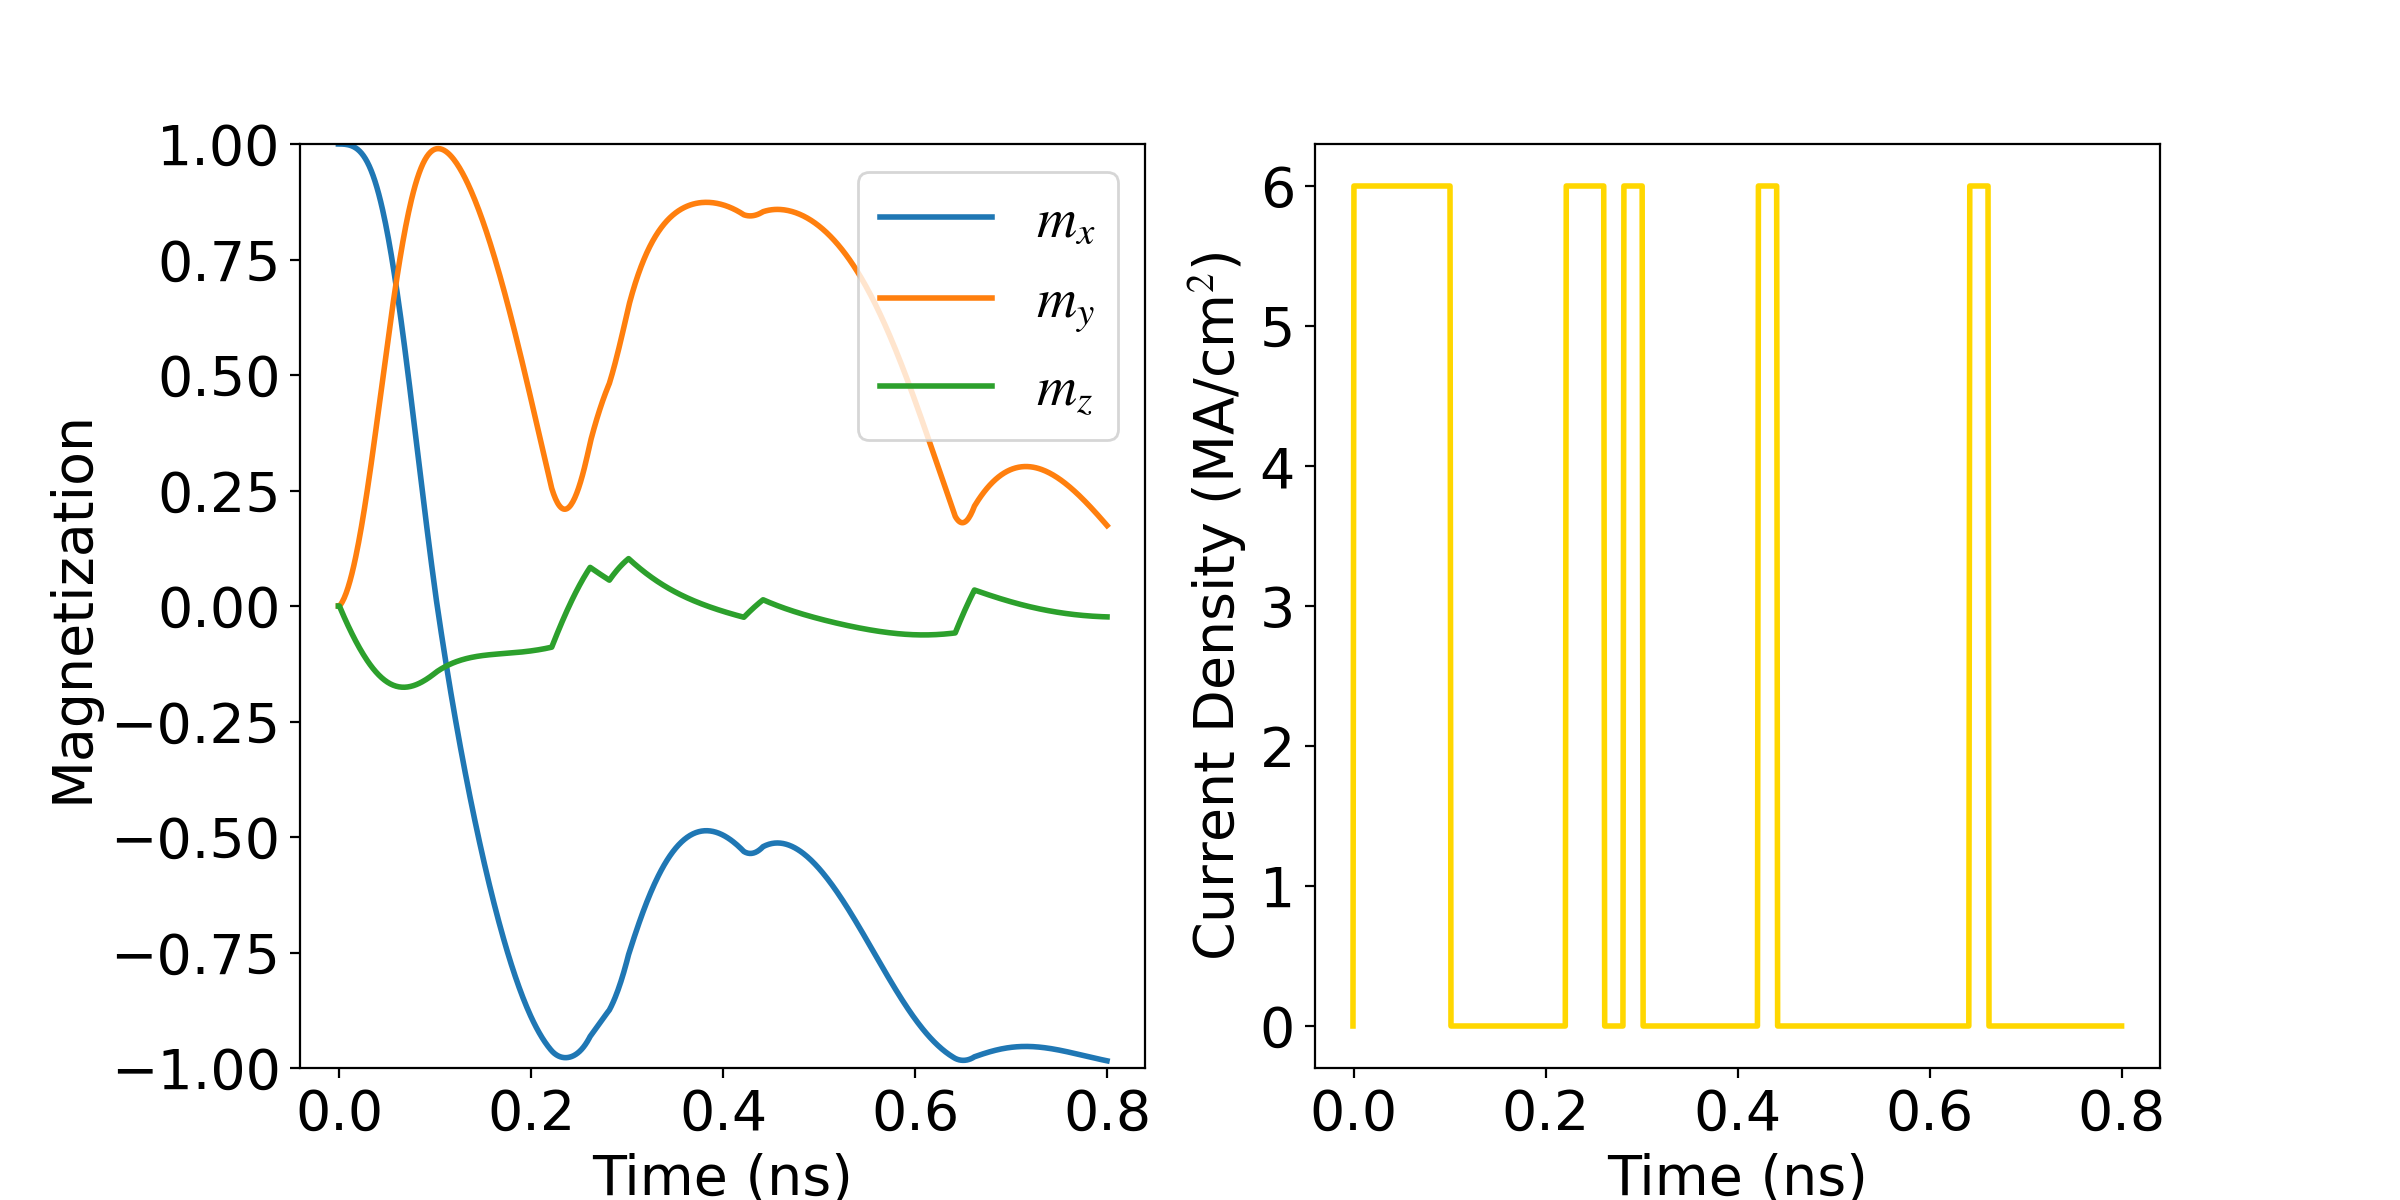 Magnetization
1.00
0.75
0.50
0.25
0.00
−0.25
−0.50
−0.75
−1.00
0.0 0.2 0.4 0.6 0.8
Time (ns)
m_x
m_y
m_z
Current Density (MA/cm²)
6
5
4
3
2
1
0
0.0 0.2 0.4 0.6 0.8
Time (ns)